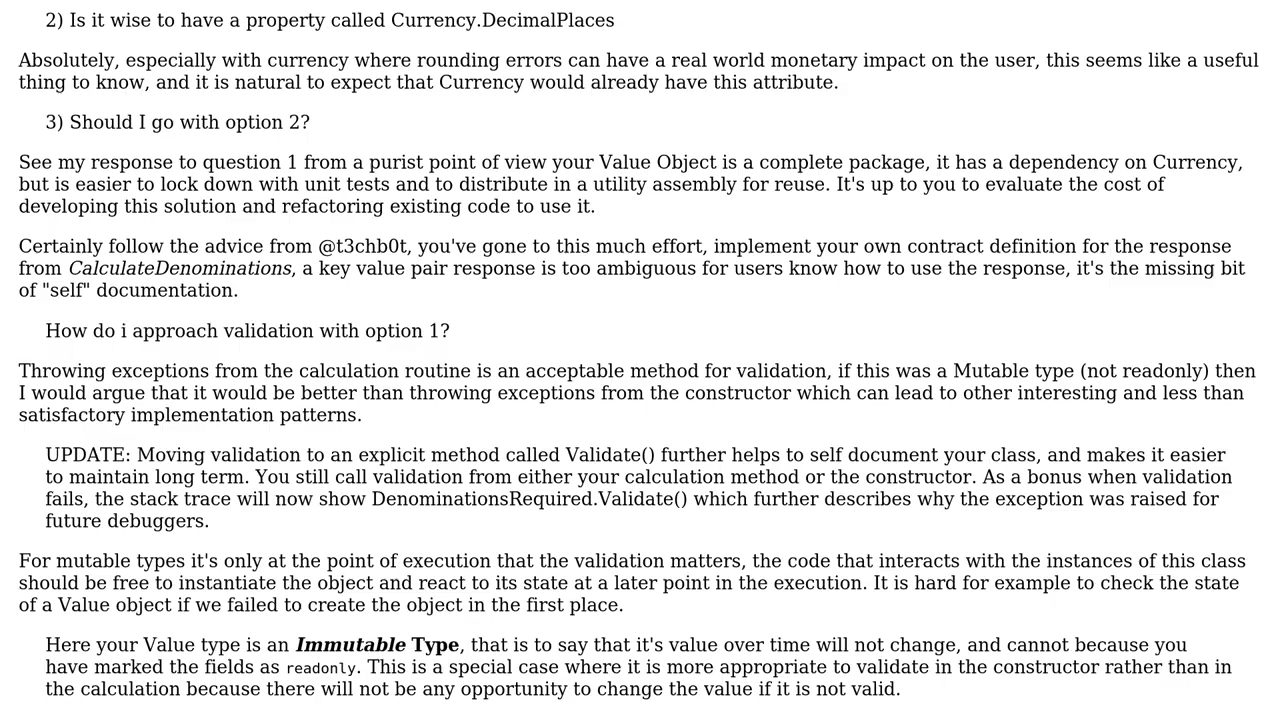 2) Is it wise to have a property called Currency.DecimalPlaces
Absolutely, especially with currency where rounding errors can have a real world monetary impact on the user, this seems like a useful
thing to know, and it is natural to expect that Currency would already have this attribute.
3) Should I go with option 2?
See my response to question 1 from a purist point of view your Value Object is a complete package, it has a dependency on Currency,
but is easier to lock down with unit tests and to distribute in a utility assembly for reuse. It's up to you to evaluate the cost of
developing this solution and refactoring existing code to use it.
Certainly follow the advice from @t3chb0t, you've gone to this much effort, implement your own contract definition for the response
from CalculateDenominations, a key value pair response is too ambiguous for users know how to use the response, it's the missing bit
of "self" documentation.
How do i approach validation with option 1?
Throwing exceptions from the calculation routine is an acceptable method for validation, if this was a Mutable type (not readonly) then
I would argue that it would be better than throwing exceptions from the constructor which can lead to other interesting and less than
satisfactory implementation patterns.
UPDATE: Moving validation to an explicit method called Validate() further helps to self document your class, and makes it easier
to maintain long term. You still call validation from either your calculation method or the constructor. As a bonus when validation
fails, the stack trace will now show DenominationsRequired.Validate() which further describes why the exception was raised for
future debuggers.
For mutable types it's only at the point of execution that the validation matters, the code that interacts with the instances of this class
should be free to instantiate the object and react to its state at a later point in the execution. It is hard for example to check the state
of a Value object if we failed to create the object in the first place.
Here your Value type is an Immutable Type, that is to say that it's value over time will not change, and cannot because you
have marked the fields as readonly. This is a special case where it is more appropriate to validate in the constructor rather than in
the calculation because there will not be any opportunity to change the value if it is not valid.